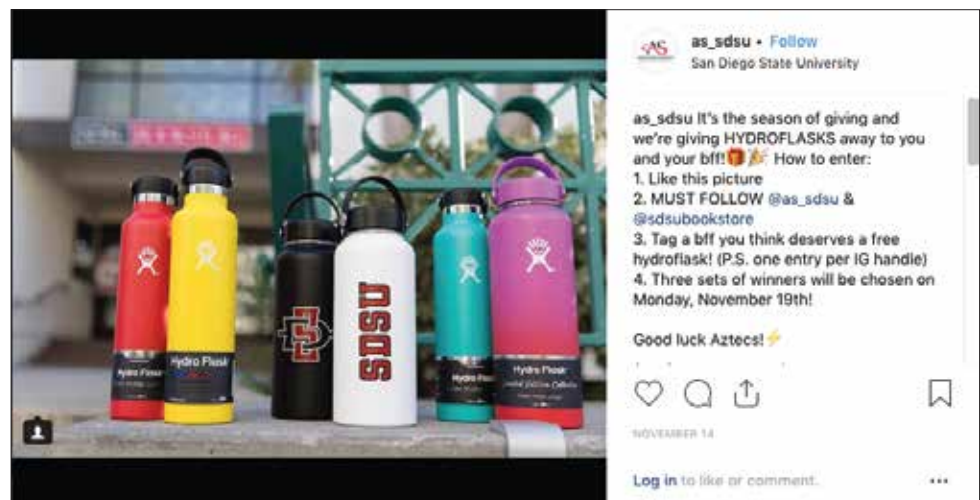 as_sdsu • Follow
San Diego State University
as_sdsu It's the season of giving and
we're giving HYDROFLASKS away to you
and your bff!🎁🎉 How to enter:
1. Like this picture
2. MUST FOLLOW @as_sdsu &
@sdsubookstore
3. Tag a bff you think deserves a free
hydroflask! (P.S. one entry per IG handle)
4. Three sets of winners will be chosen on
Monday, November 19th!
Good luck Aztecs!⚡
NOVEMBER 14
Log in to like or comment.
AS
SD
SDSU
Hydro Flask
Hydro Flask
Hydro Flask
Hydro Flask